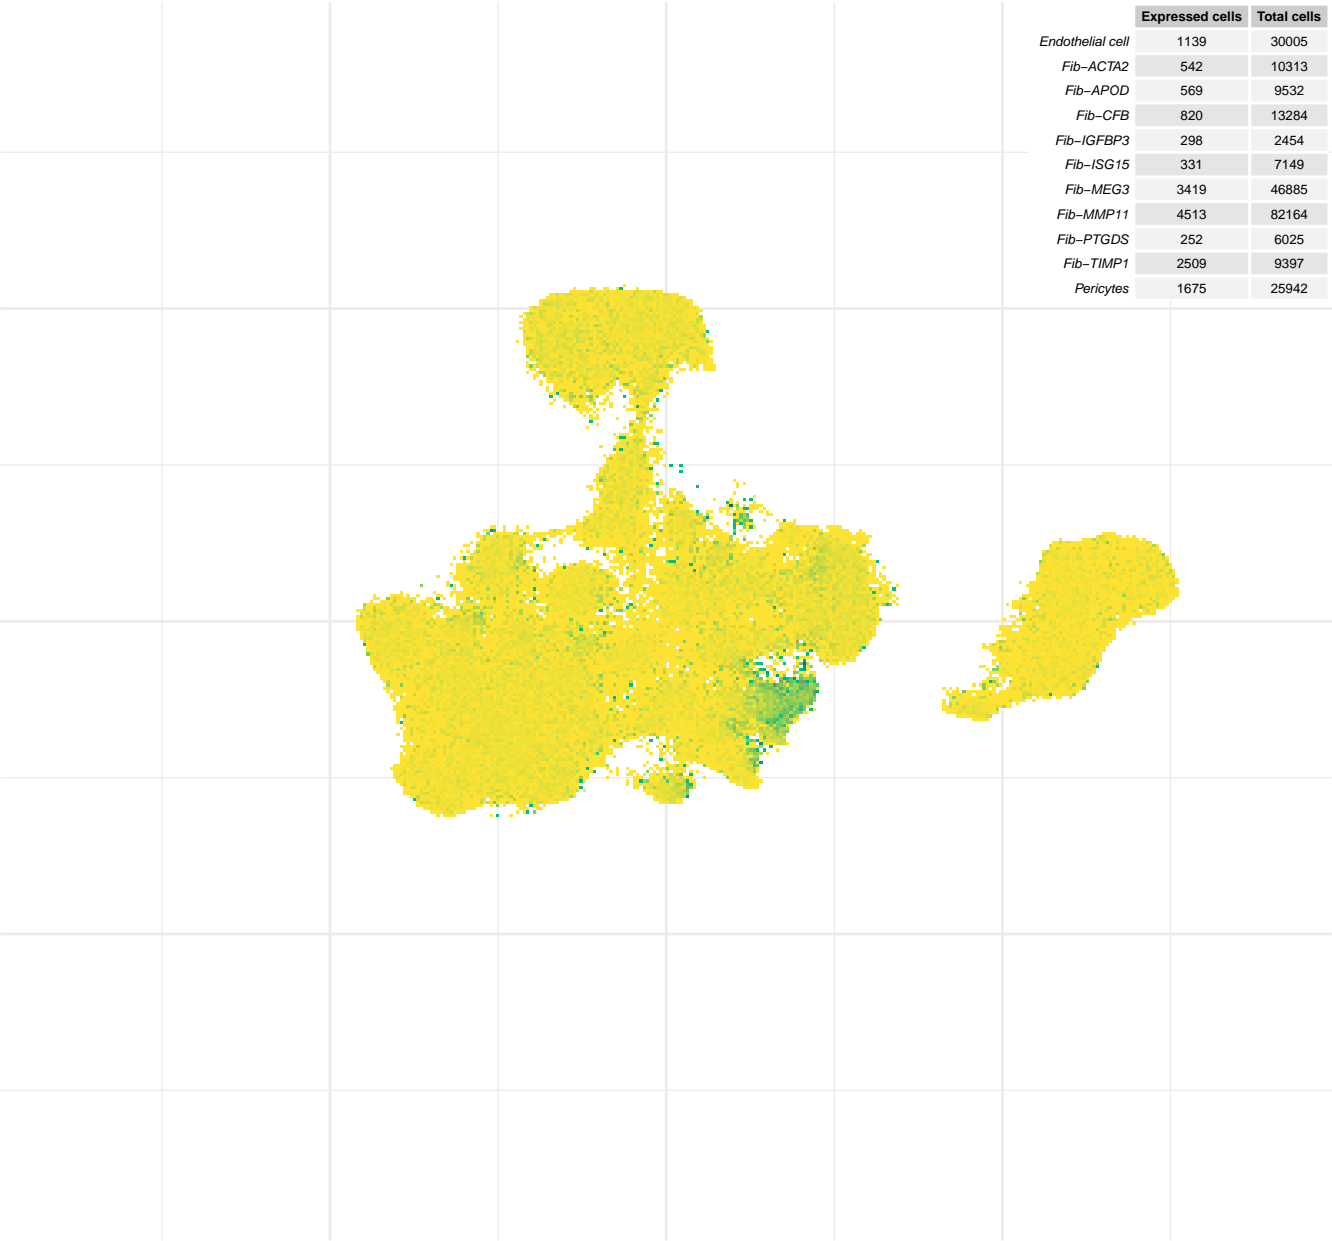 Expressed cells Total cells
Endothelial cell 1139 30005
Fib−ACTA2 542 10313
Fib−APOD 569 9532
Fib−CFB 820 13284
Fib−IGFBP3 298 2454
Fib−ISG15 331 7149
Fib−MEG3 3419 46885
Fib−MMP11 4513 82164
Fib−PTGDS 252 6025
Fib−TIMP1 2509 9397
Pericytes 1675 25942